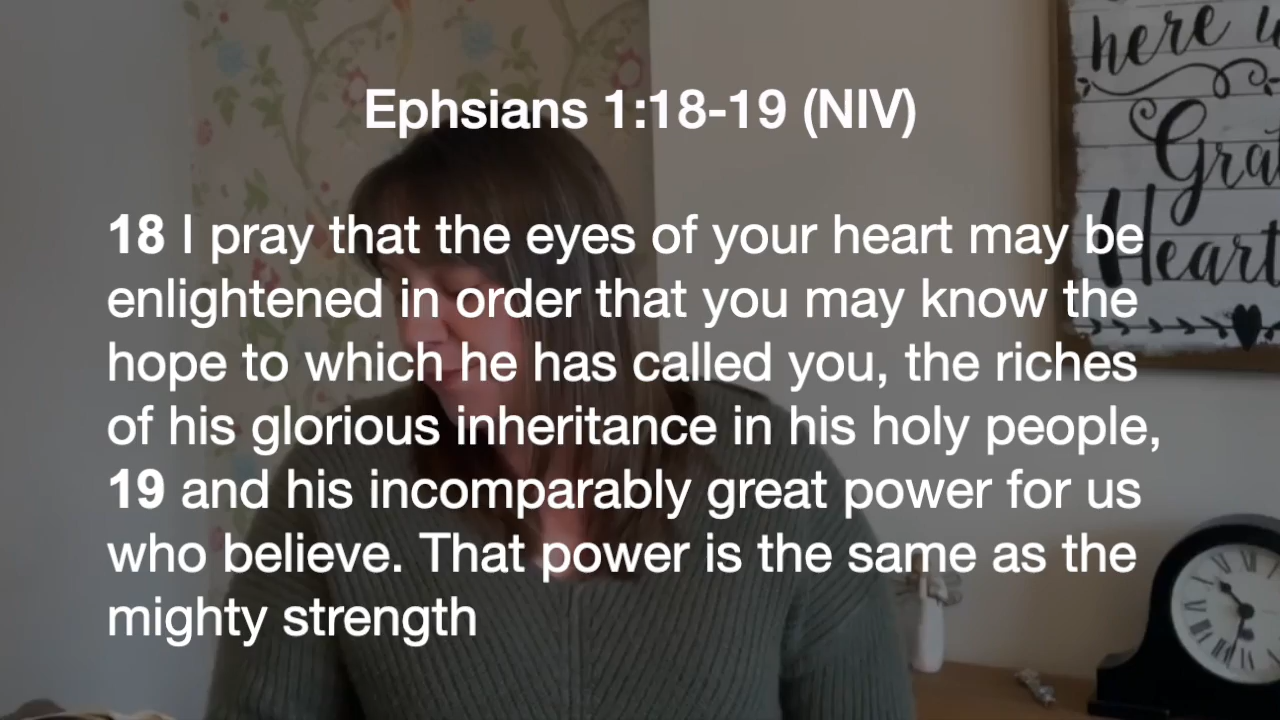 here
Ephsians 1:18-19 (NIV)
Gra
Heart
18 I pray that the eyes of your heart may be
enlightened in order that you may know the
hope to which he has called you, the riches
of his glorious inheritance in his holy people,
19 and his incomparably great power for us
who believe. That power is the same as the
mighty strength